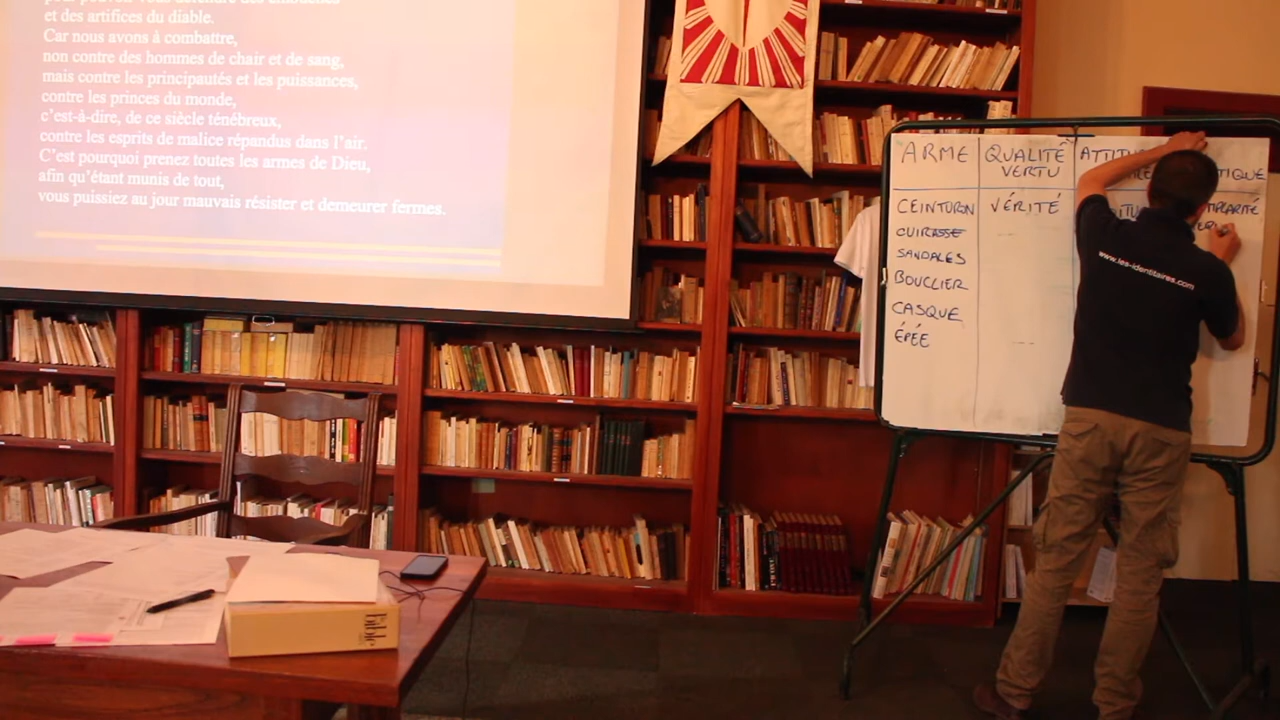 et des artifices du diable.
Car nous avons à combattre,
non contre des hommes de chair et de sang,
mais contre les principautés et les puissances,
contre les princes du monde,
c'est-à-dire, de ce siècle ténébreux,
contre les esprits de malice répandus dans l'air.
C'est pourquoi prenez toutes les armes de Dieu,
afin qu'étant munis de tout,
vous puissiez au jour mauvais résister et demeurer fermes.
ARME
QUALITÉ
VERTU
CEINTURON
VÉRITÉ
CUIRASSE
SANDALES
BOUCLIER
CASQUE
ÉPÉE
www.les-identitaires.com
la Bible